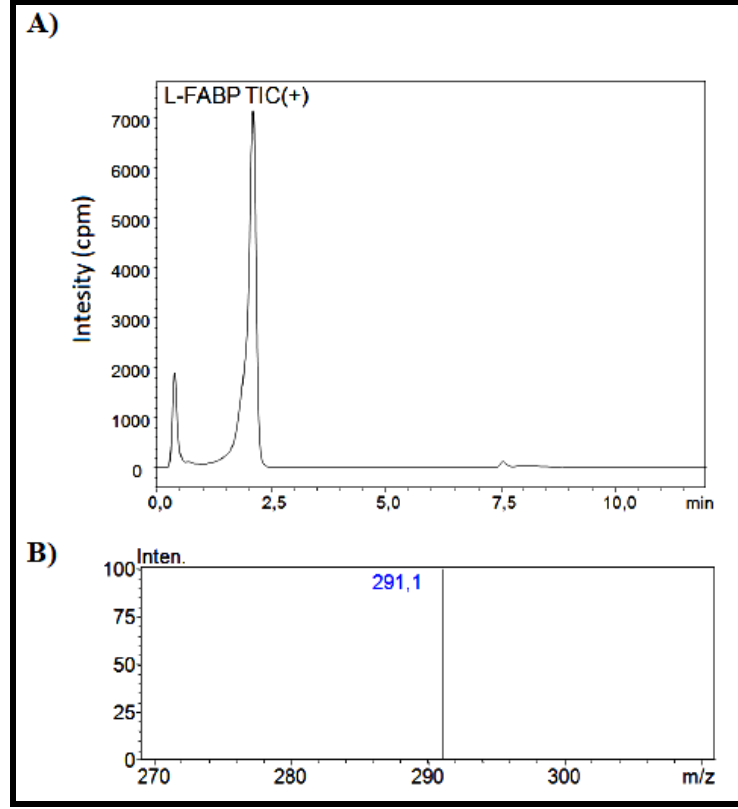 A)
L-FABP TIC(+)
7000
6000
5000
4000
3000
2000
1000
0
Intesity (cpm)
0,0 2,5 5,0 7,5 10,0 min
B)
Inten.
100
75
50
25
0
291,1
270 280 290 300 m/z